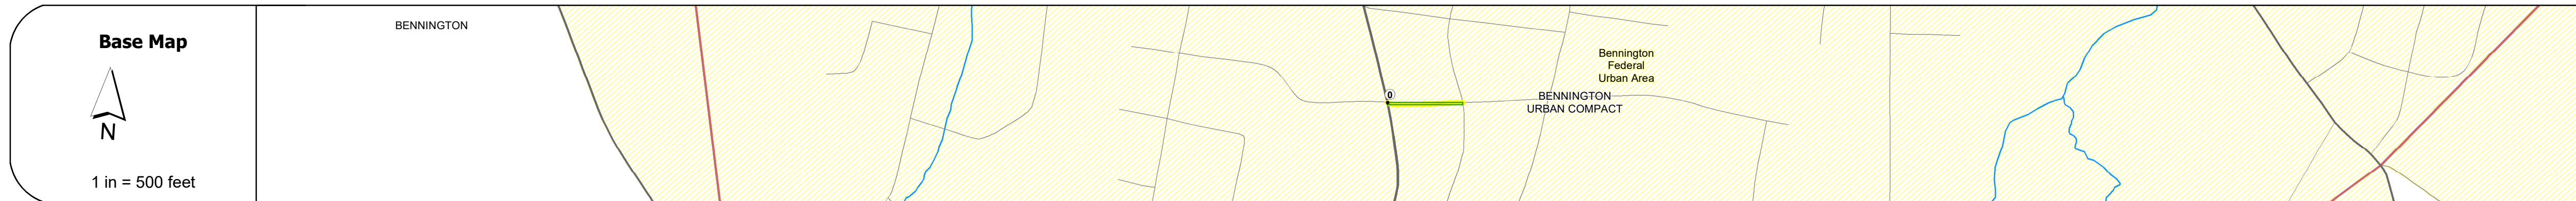 Base Map
N
1 in = 500 feet
BENNINGTON
0
Bennington
Federal
Urban Area
BENNINGTON
URBAN COMPACT